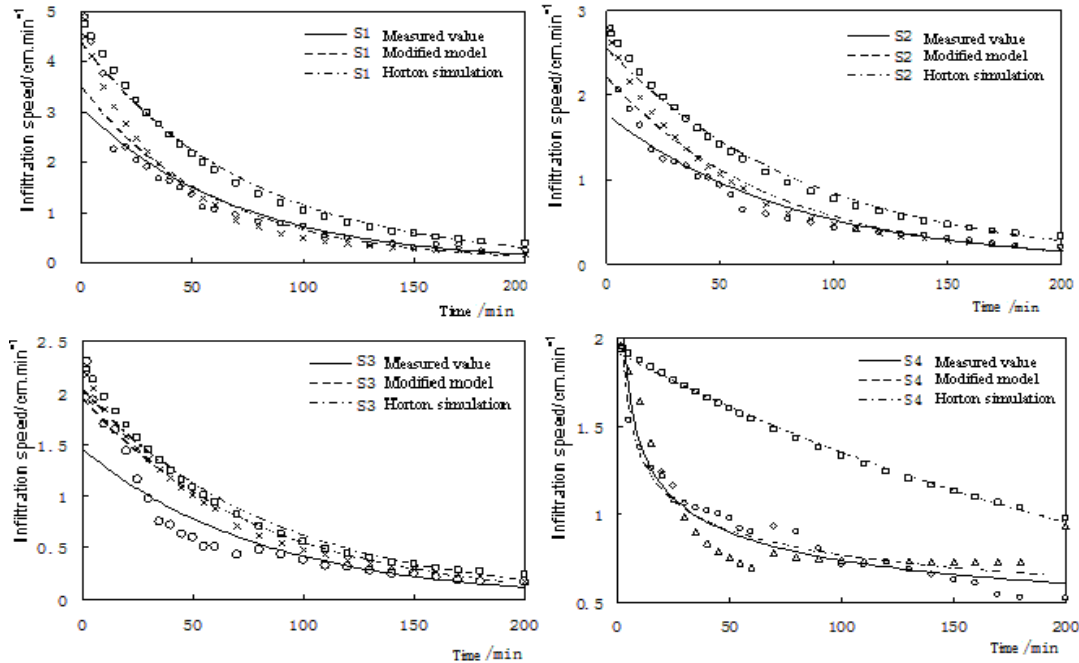 5
4
3
2
1
0
Infiltration speed/cm.min⁻¹
S1 Measured value
S1 Modified model
S1 Horton simulation
0 50 100 150 200
Time /min
3
2
1
0
Infiltration speed/cm.min⁻¹
S2 Measured value
S2 Modified model
S2 Horton simulation
0 50 100 150 200
Time /min
2.5
2
1.5
1
0.5
0
Infiltration speed/cm.min⁻¹
S3 Measured value
S3 Modified model
S3 Horton simulation
0 50 100 150 200
Time /min
2
1.5
1
0.5
Infiltration speed/cm.min⁻¹
S4 Measured value
S4 Modified model
S4 Horton simulation
0 50 100 150 200
Time /min